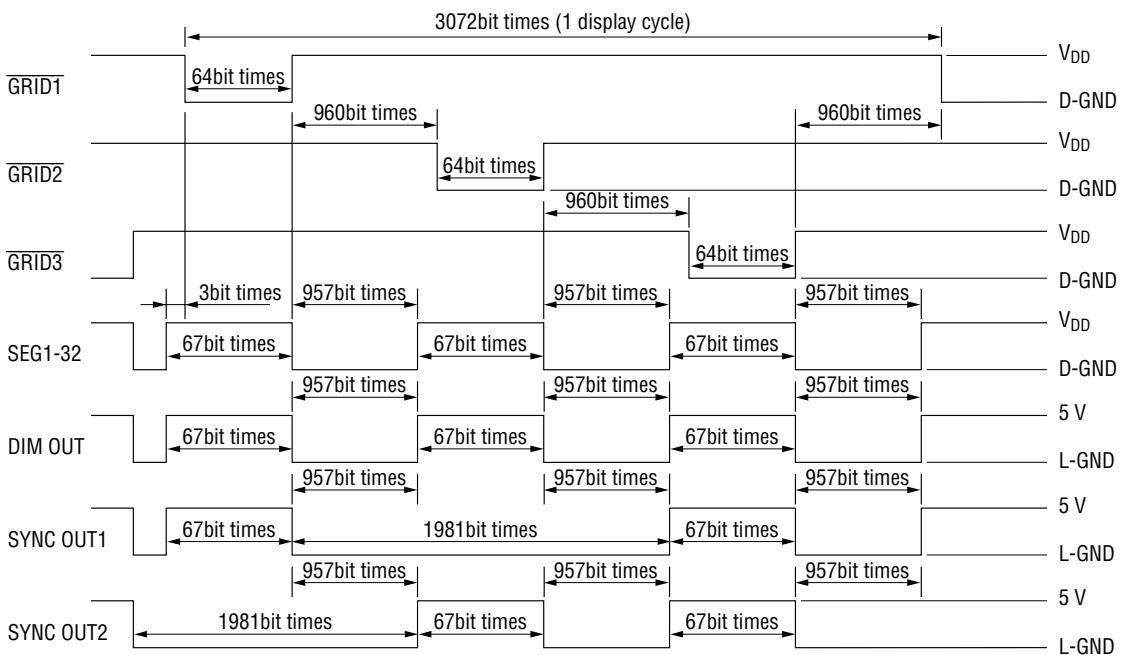 3072bit times (1 display cycle)
GRID1
64bit times
VDD
D-GND
960bit times
960bit times
GRID2
64bit times
VDD
D-GND
960bit times
GRID3
64bit times
VDD
D-GND
3bit times
957bit times
957bit times
957bit times
SEG1-32
67bit times
67bit times
67bit times
VDD
D-GND
957bit times
957bit times
957bit times
DIM OUT
67bit times
67bit times
67bit times
5 V
L-GND
957bit times
957bit times
957bit times
SYNC OUT1
67bit times
1981bit times
67bit times
5 V
L-GND
957bit times
957bit times
957bit times
SYNC OUT2
1981bit times
67bit times
67bit times
5 V
L-GND